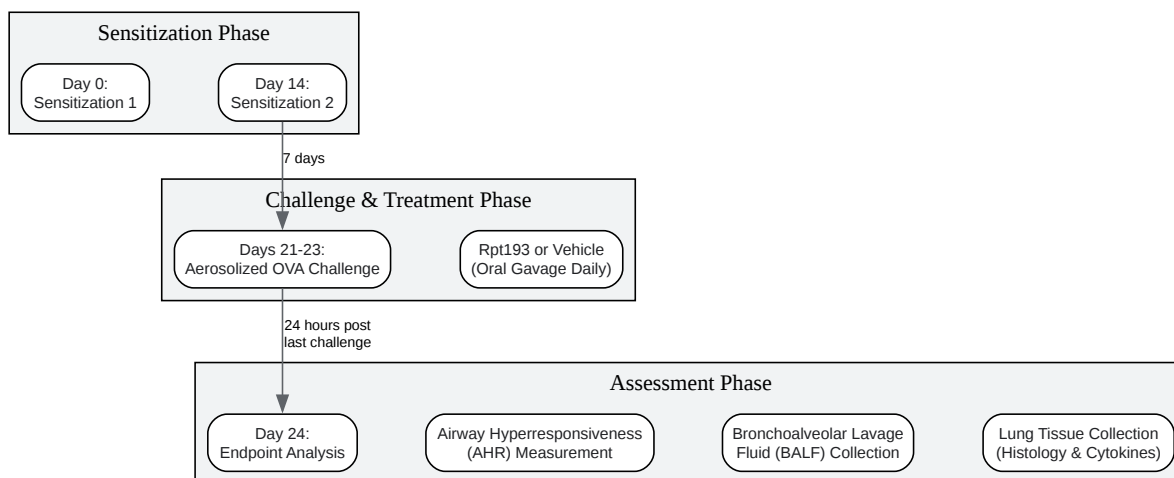 Sensitization Phase
Day 0:
Sensitization 1
Day 14:
Sensitization 2
7 days
Challenge & Treatment Phase
Days 21-23:
Aerosolized OVA Challenge
Rpt193 or Vehicle
(Oral Gavage Daily)
24 hours post
last challenge
Assessment Phase
Day 24:
Endpoint Analysis
Airway Hyperresponsiveness
(AHR) Measurement
Bronchoalveolar Lavage
Fluid (BALF) Collection
Lung Tissue Collection
(Histology & Cytokines)